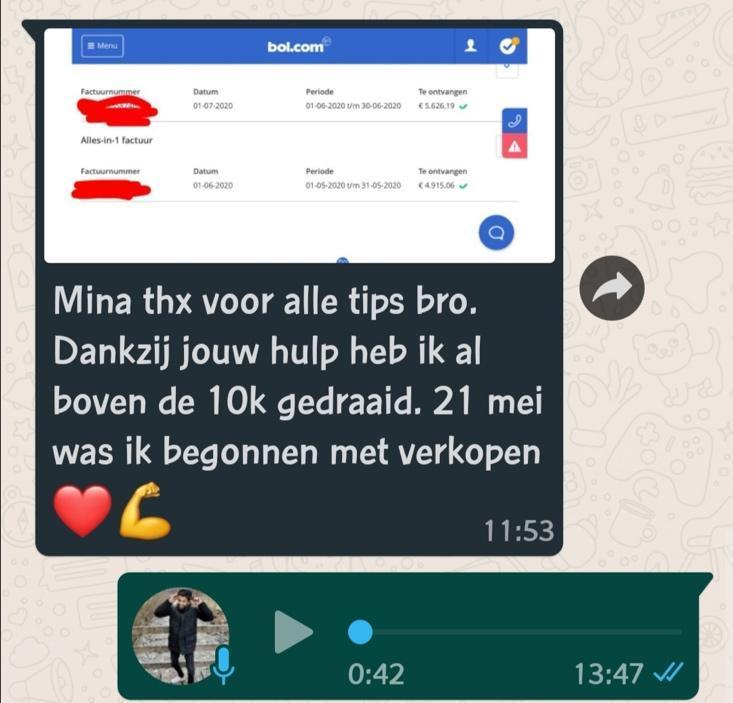 Menu
bol.com
Factuurnummer Datum Periode Te ontvangen
01-07-2020 01-06-2020 t/m 30-06-2020 € 5.626,19
Alles-in-1 factuur
Factuurnummer Datum Periode Te ontvangen
01-06-2020 01-05-2020 t/m 31-05-2020 € 4.915,06
Mina thx voor alle tips bro.
Dankzij jouw hulp heb ik al
boven de 10k gedraaid. 21 mei
was ik begonnen met verkopen
❤️💪
11:53
0:42 13:47